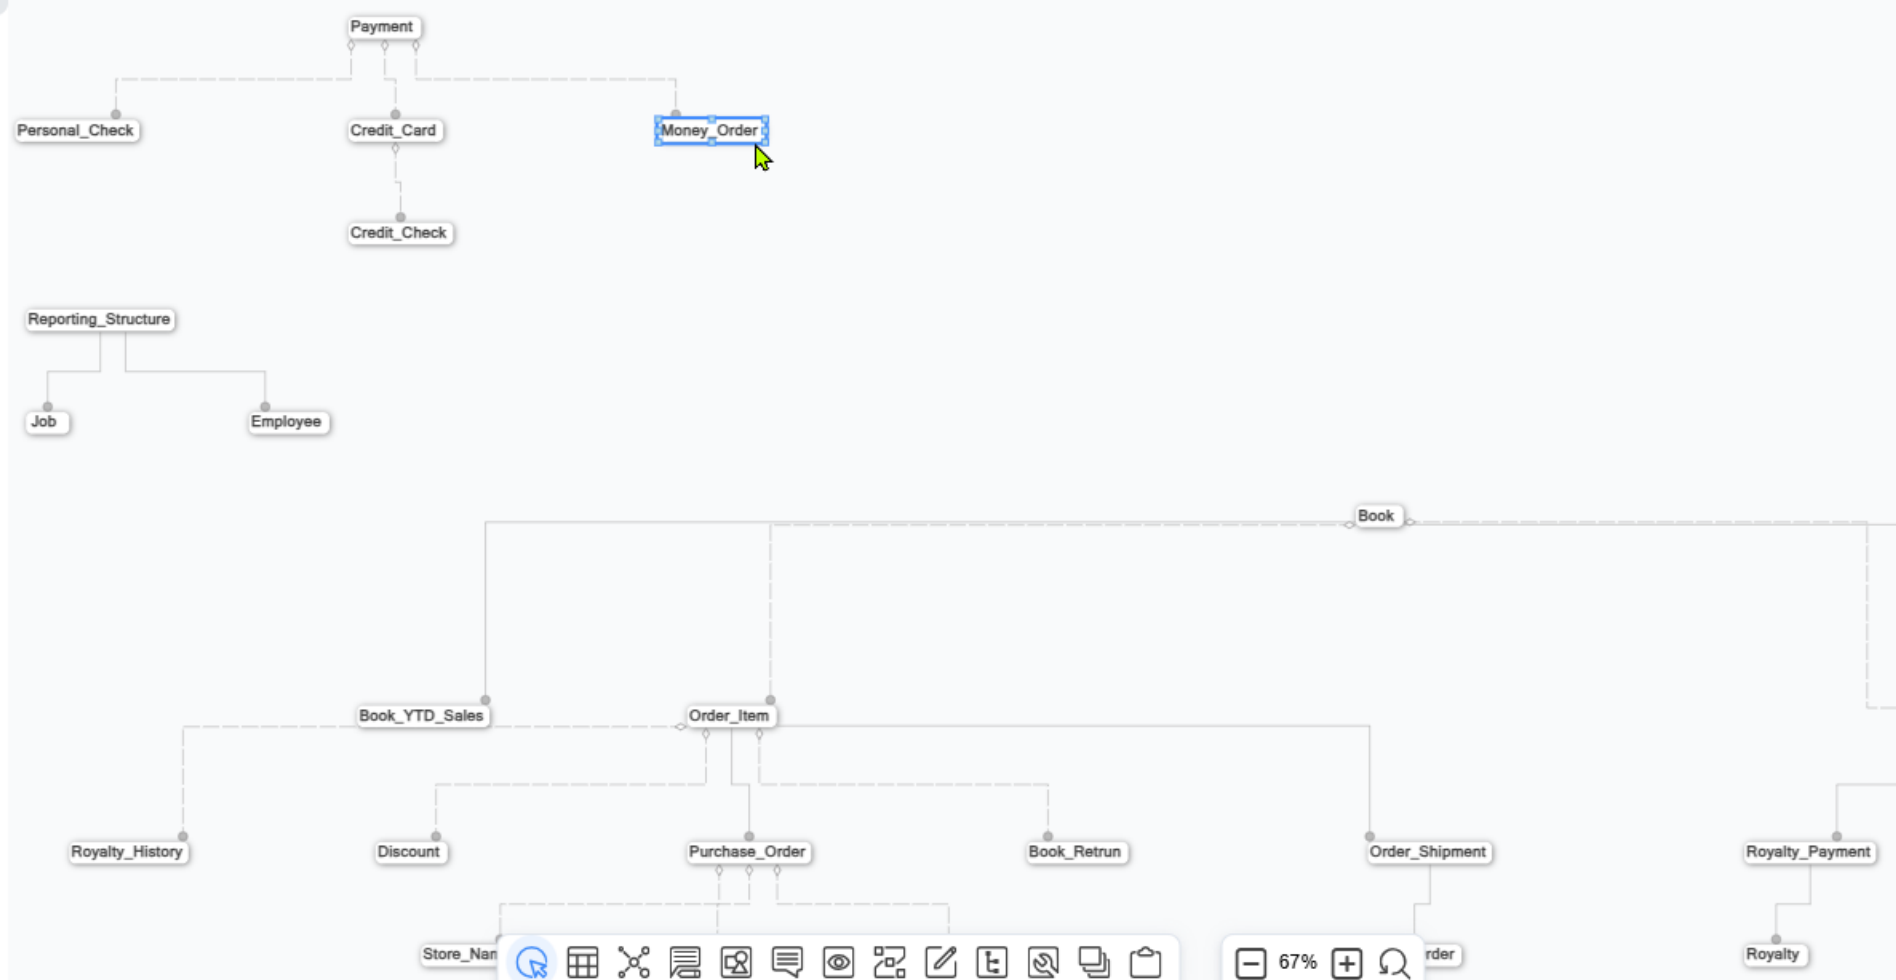 Payment
Personal_Check
Credit_Card
Money_Order
Credit_Check
Reporting_Structure
Job
Employee
Book
Book_YTD_Sales
Order_Item
Royalty_History
Discount
Purchase_Order
Book_Retrun
Order_Shipment
Royalty_Payment
Royalty
67%